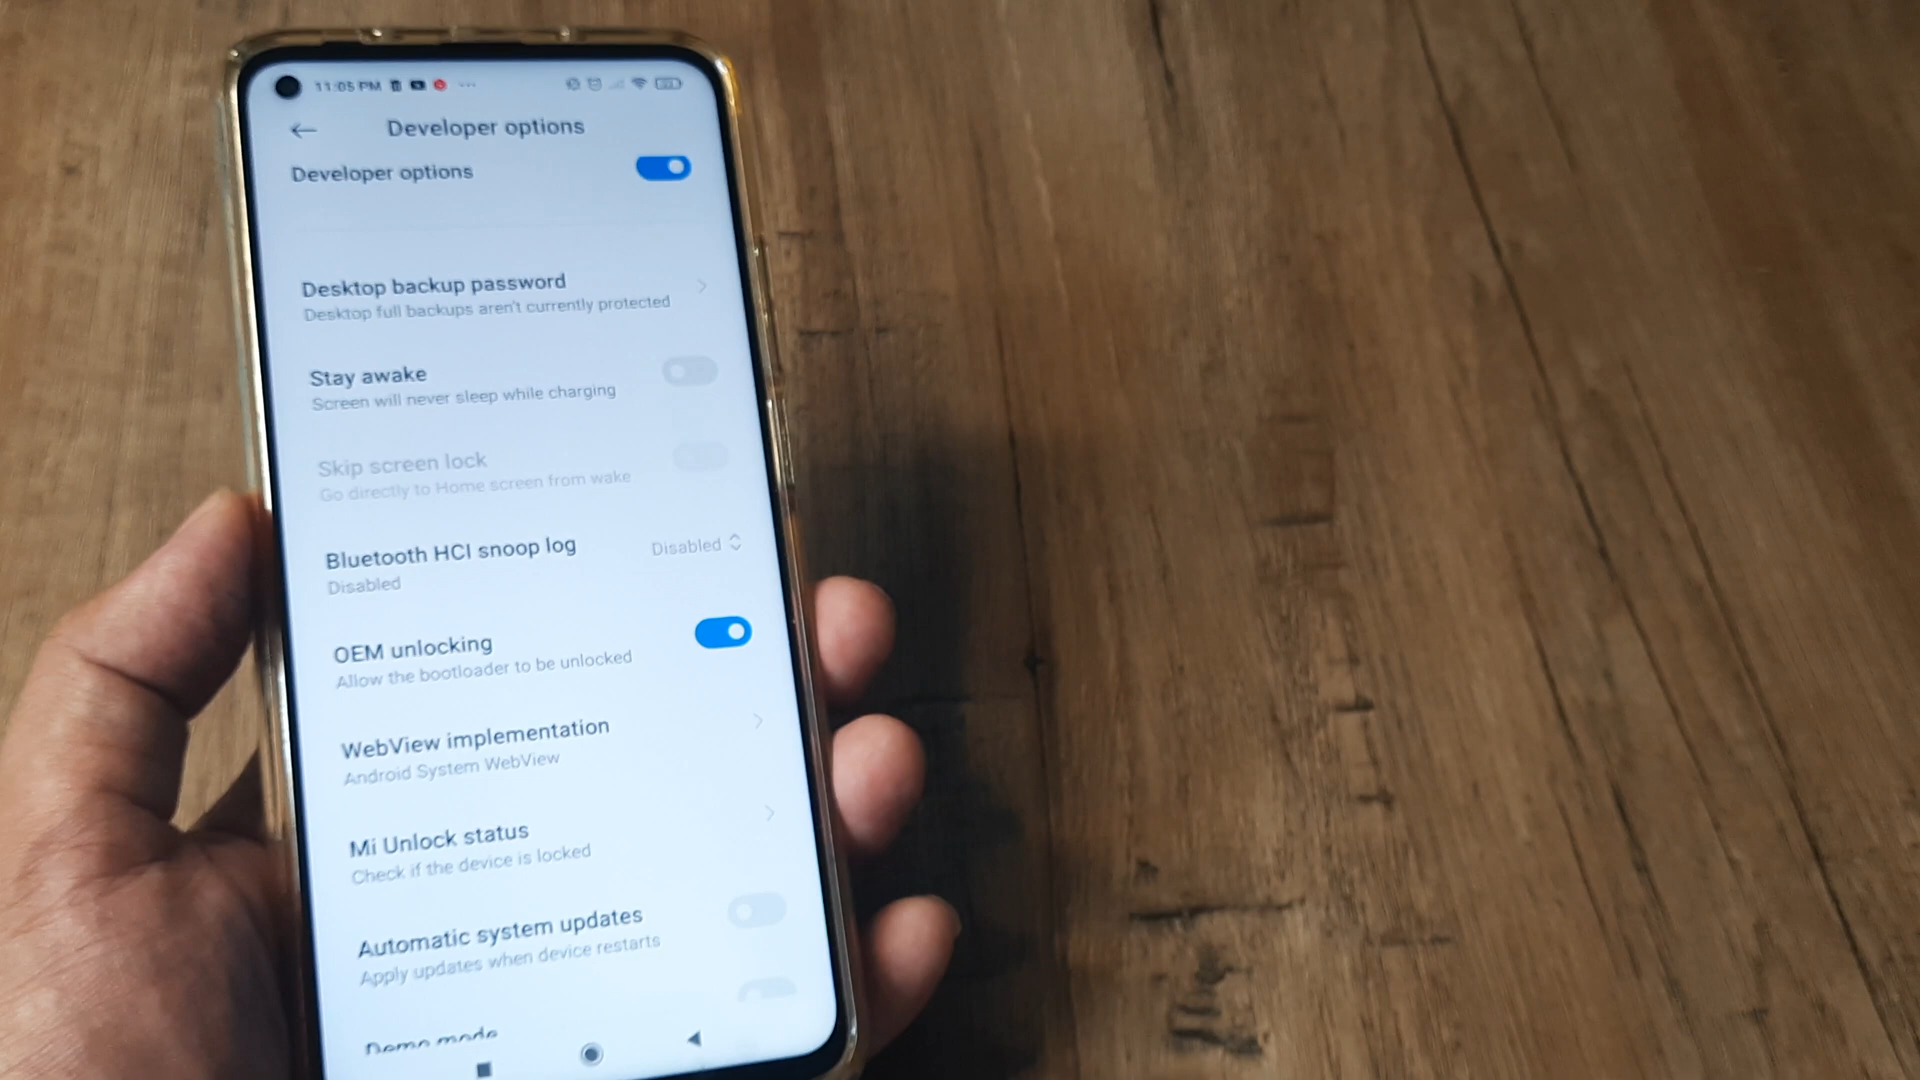 11:05 PM
Developer options
Developer options
Desktop backup password
Desktop full backups aren't currently protected
Stay awake
Screen will never sleep while charging
Skip screen lock
Go directly to Home screen from wake
Bluetooth HCI snoop log
Disabled
Disabled
OEM unlocking
Allow the bootloader to be unlocked
WebView implementation
Android System WebView
Mi Unlock status
Check if the device is locked
Automatic system updates
Apply updates when device restarts
Demo mode